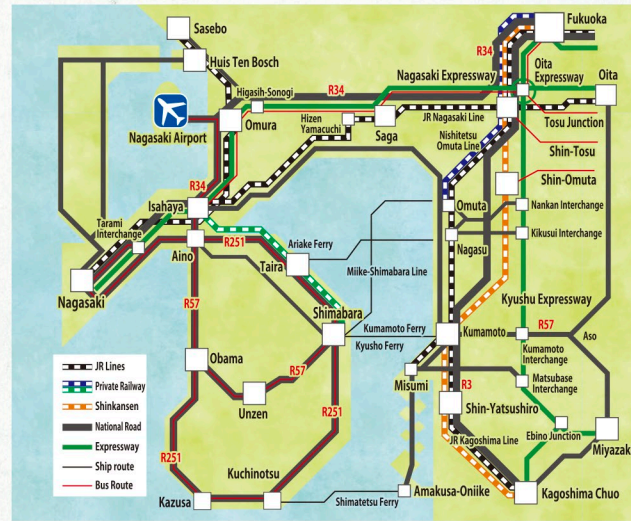 Sasebo
Fukuoka
R34
Huis Ten Bosch
Nagasaki Expressway
Oita
Expressway
Oita
Higasih-Sonogi
R34
Nagasaki Airport
Omura
Hizen
Yamacuchi
Saga
JR Nagasaki Line
Tosu Junction
Nishitetsu
Omuta Line
Shin-Tosu
Shin-Omuta
R34
Isahaya
Omuta
Nankan Interchange
Tarami
Interchange
R251
Ariake Ferry
Nagasu
Kikusui Interchange
Aino
Taira
Miike-Shimabara Line
Nagasaki
Kyushu Expressway
R57
Shimabara
Kumamoto Ferry
Kyusho Ferry
Kumamoto
R57
Aso
Kumamoto
Interchange
Obama
R57
Misumi
R3
Matsubase
Interchange
JR Lines
Private Railway
Shinkansen
National Road
Expressway
Ship route
Bus Route
Unzen
R251
Shin-Yatsushiro
JR Kagoshima Line
Ebino Junction
Miyazak
R251
Kuchinotsu
Kazusa
Shimatetsu Ferry
Amakusa-Oniike
Kagoshima Chuo